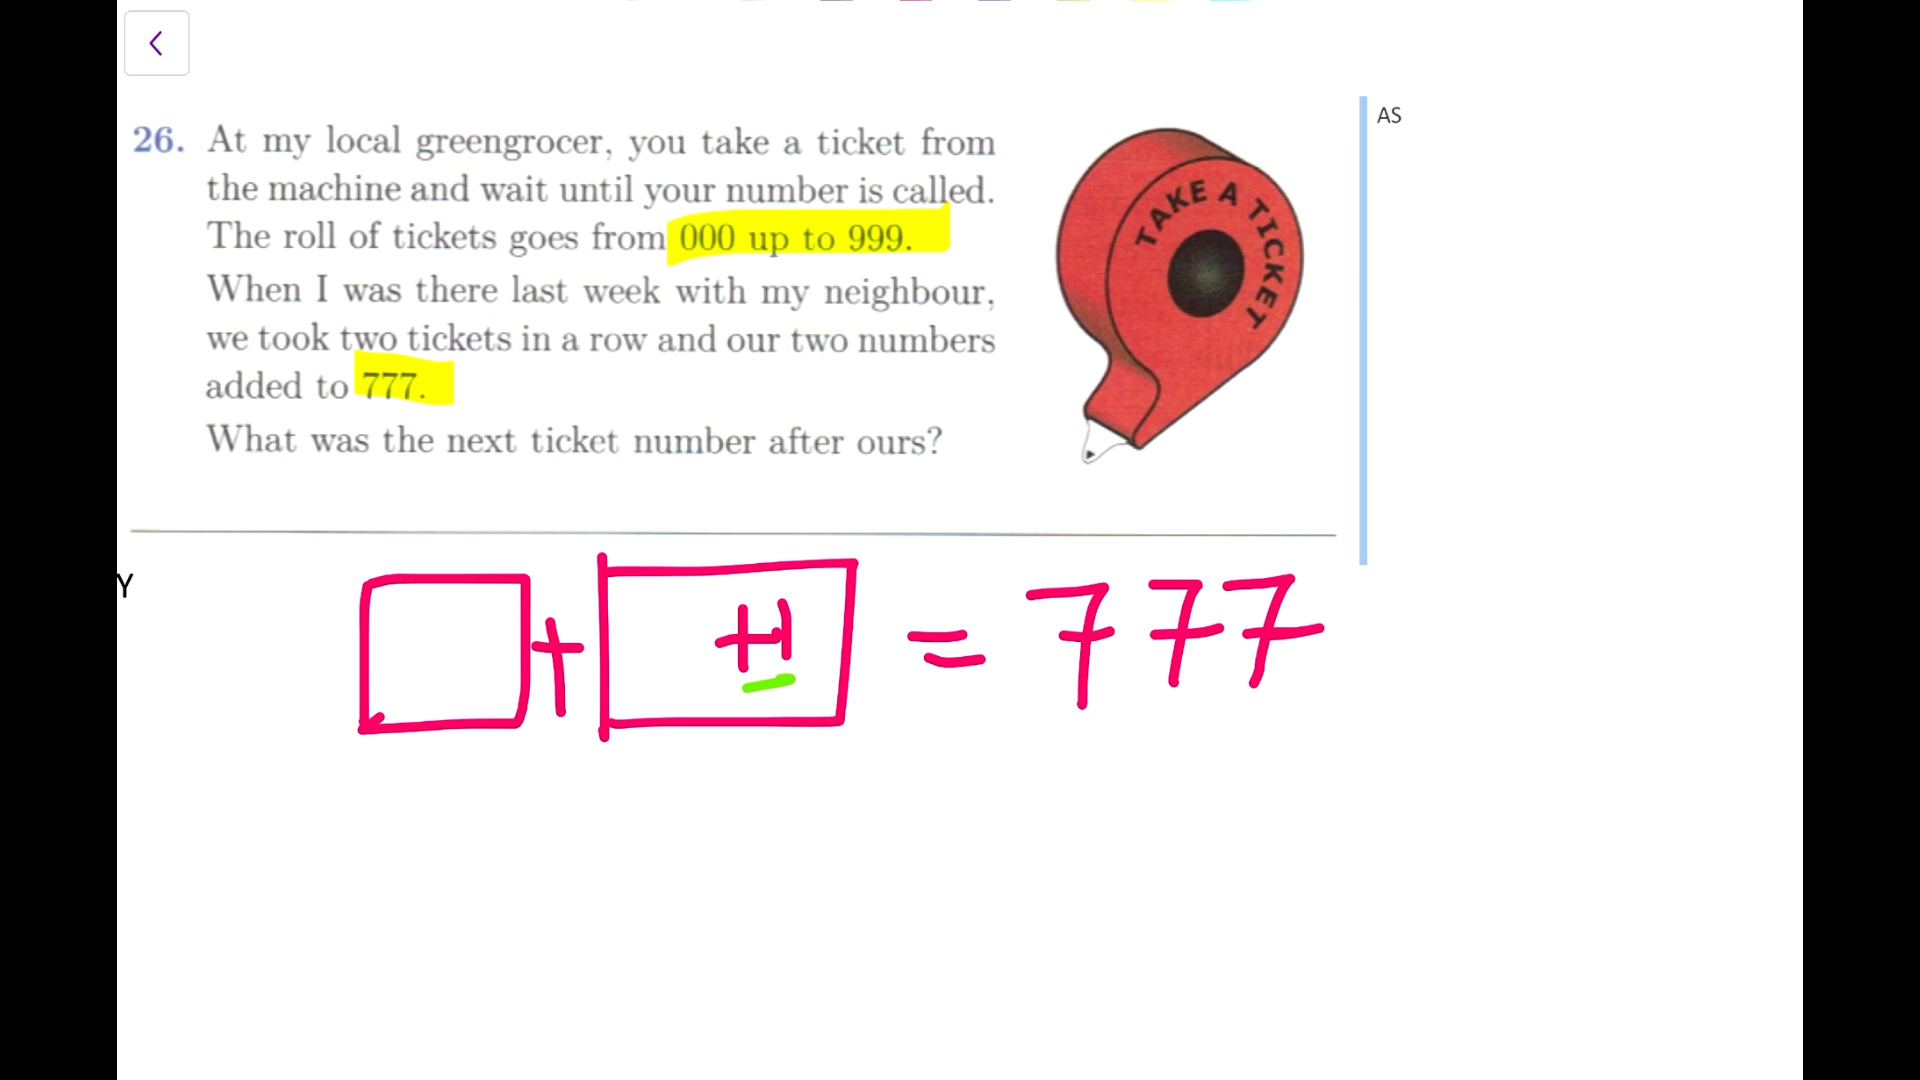 26. At my local greengrocer, you take a ticket from
the machine and wait until your number is called.
The roll of tickets goes from 000 up to 999.
When I was there last week with my neighbour,
we took two tickets in a row and our two numbers
added to 777.
What was the next ticket number after ours?
TAKE A TICKET
AS
Y
+ +1 = 777